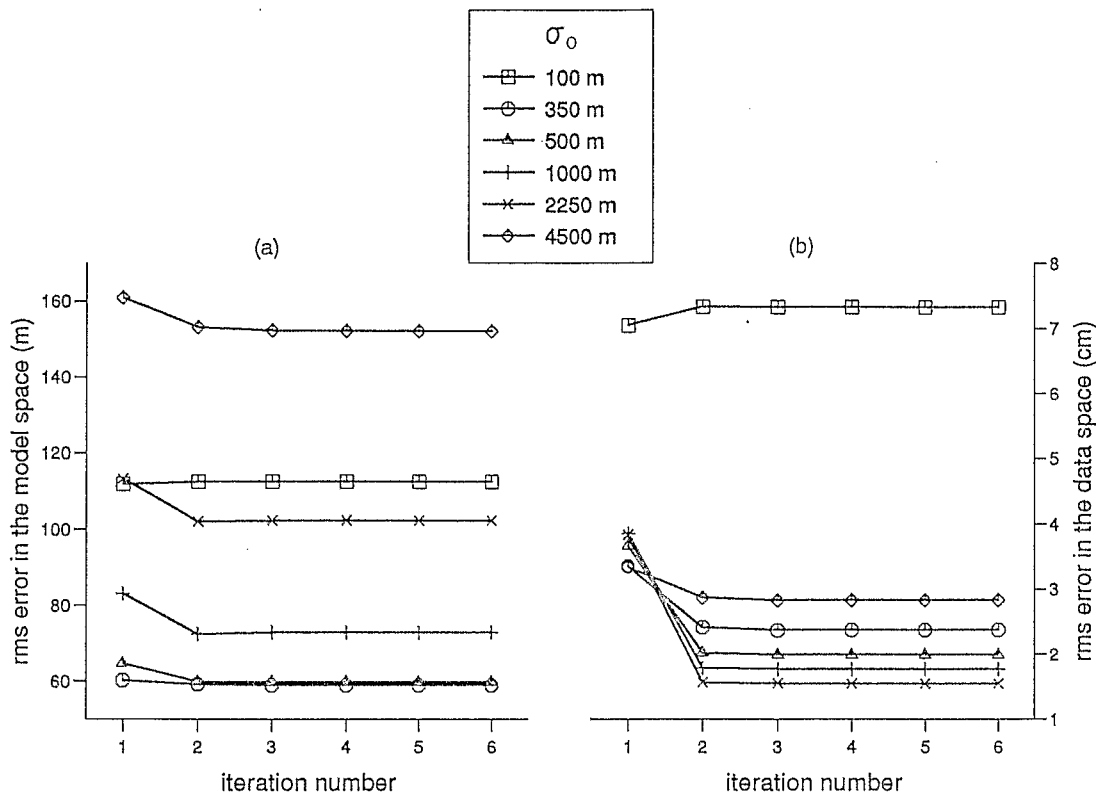 σ₀
100 m
350 m
500 m
1000 m
2250 m
4500 m
(a)
(b)
rms error in the model space (m)
160
140
120
100
80
60
1 2 3 4 5 6
iteration number
8
7
6
5
4
3
2
1
rms error in the data space (cm)
1 2 3 4 5 6
iteration number